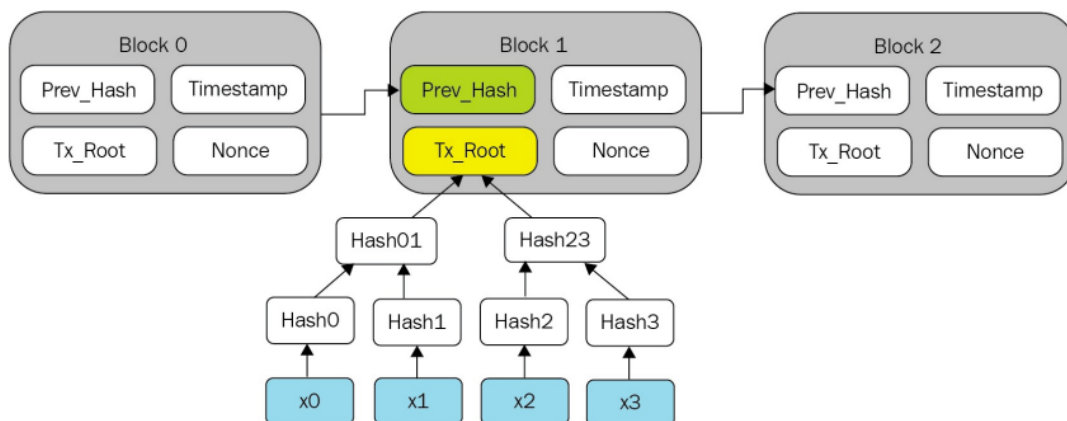 Block 0
Block 1
Block 2
Prev_Hash
Timestamp
Prev_Hash
Timestamp
Prev_Hash
Timestamp
Tx_Root
Nonce
Tx_Root
Nonce
Tx_Root
Nonce
Hash01
Hash23
Hash0
Hash1
Hash2
Hash3
x0
x1
x2
x3